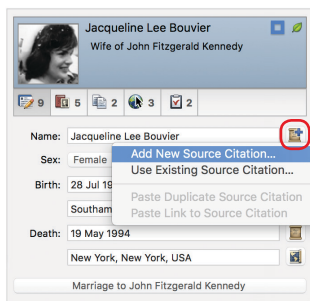 Jacqueline Lee Bouvier
Wife of John Fitzgerald Kennedy
9 5 2 3 2
Name: Jacqueline Lee Bouvier
Sex: Female
Add New Source Citation...
Use Existing Source Citation...
Birth: 28 Jul 19
Paste Duplicate Source Citation
Southam
Paste Link to Source Citation
Death: 19 May 1994
New York, New York, USA
Marriage to John Fitzgerald Kennedy